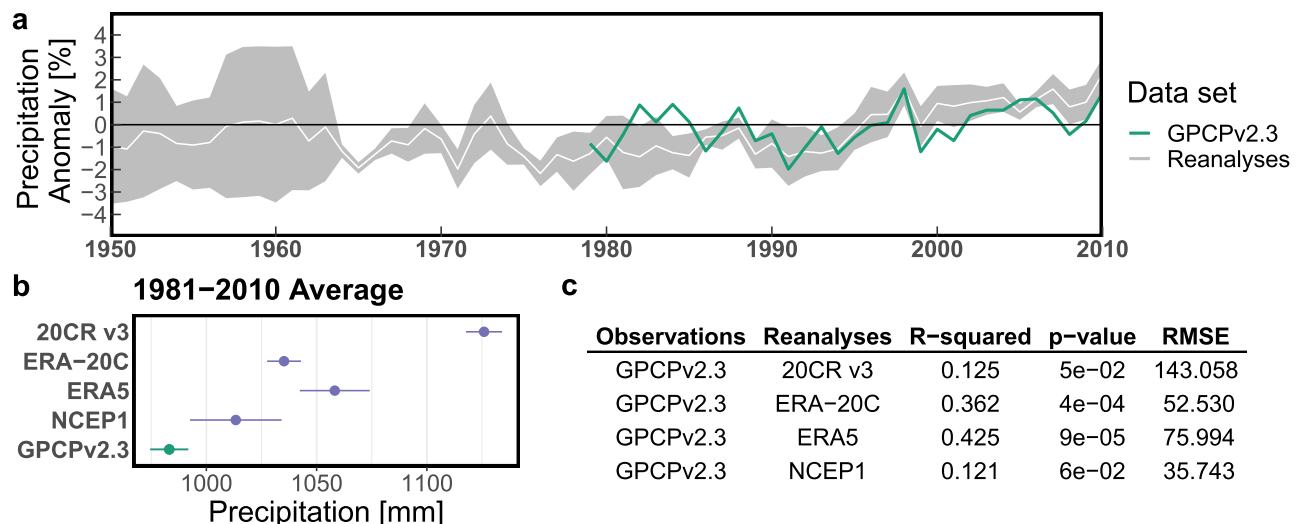 a
Precipitation
Anomaly [%]
4
3
2
1
0
−1
−2
−3
−4
1950 1960 1970 1980 1990 2000 2010
Data set
GPCPv2.3
Reanalyses
b
1981−2010 Average
20CR v3
ERA−20C
ERA5
NCEP1
GPCPv2.3
1000 1050 1100
Precipitation [mm]
c
Observations Reanalyses R−squared p−value RMSE
GPCPv2.3 20CR v3 0.125 5e−02 143.058
GPCPv2.3 ERA−20C 0.362 4e−04 52.530
GPCPv2.3 ERA5 0.425 9e−05 75.994
GPCPv2.3 NCEP1 0.121 6e−02 35.743